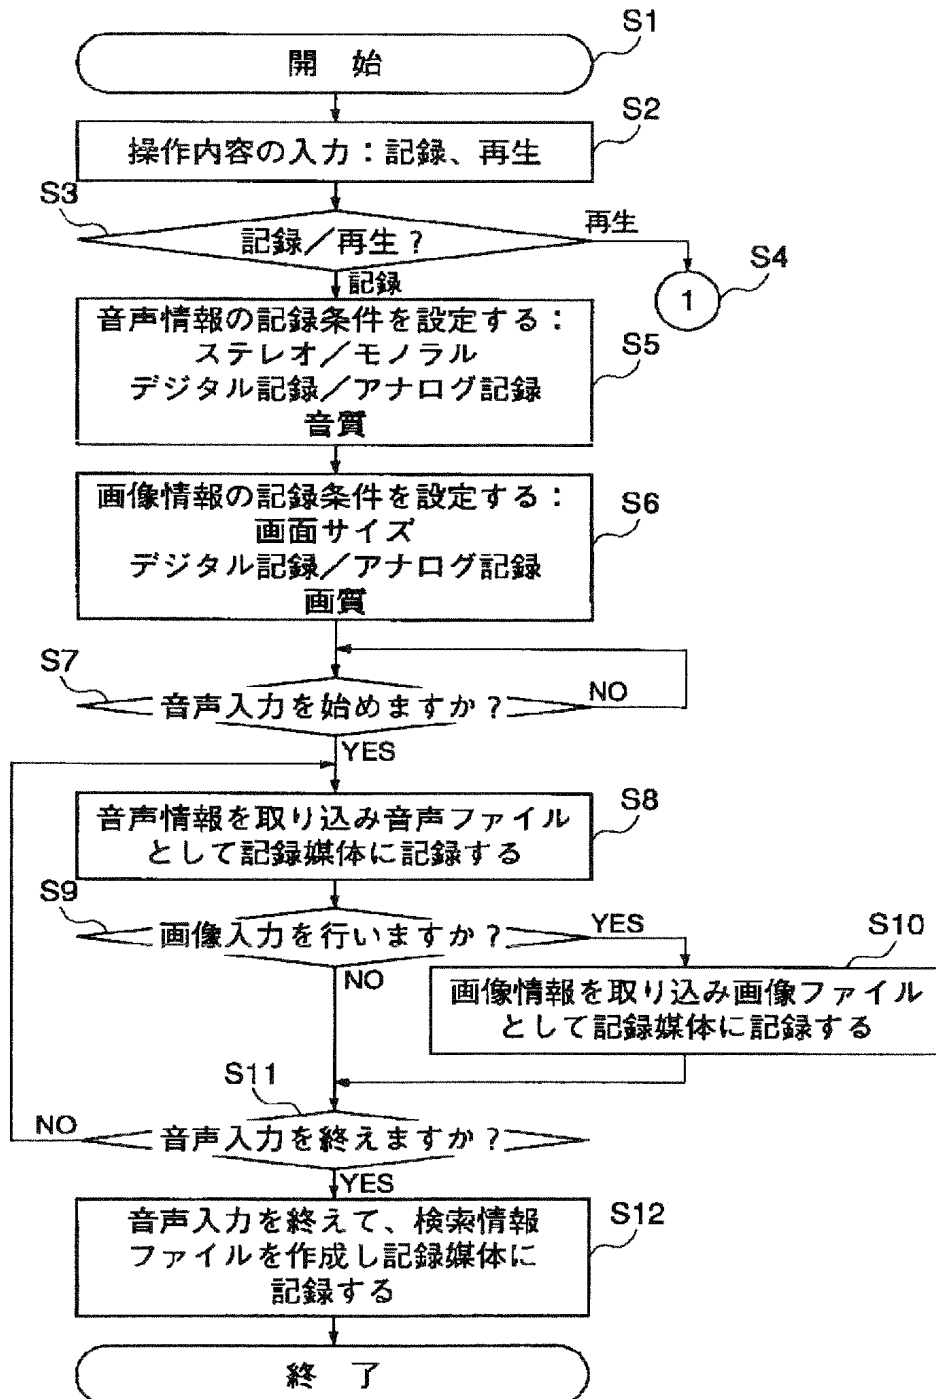 S1
開 始
S2
操作内容の入力：記録、再生
S3
記録／再生？
再生
S4
1
記録
音声情報の記録条件を設定する：
ステレオ／モノラル
デジタル記録／アナログ記録
音質
S5
画像情報の記録条件を設定する：
画面サイズ
デジタル記録／アナログ記録
画質
S6
S7
音声入力を始めますか？
NO
YES
音声情報を取り込み音声ファイル
として記録媒体に記録する
S8
S9
画像入力を行いますか？
YES
NO
S10
画像情報を取り込み画像ファイル
として記録媒体に記録する
S11
NO
音声入力を終えますか？
YES
音声入力を終えて、検索情報
ファイルを作成し記録媒体に
記録する
S12
終 了